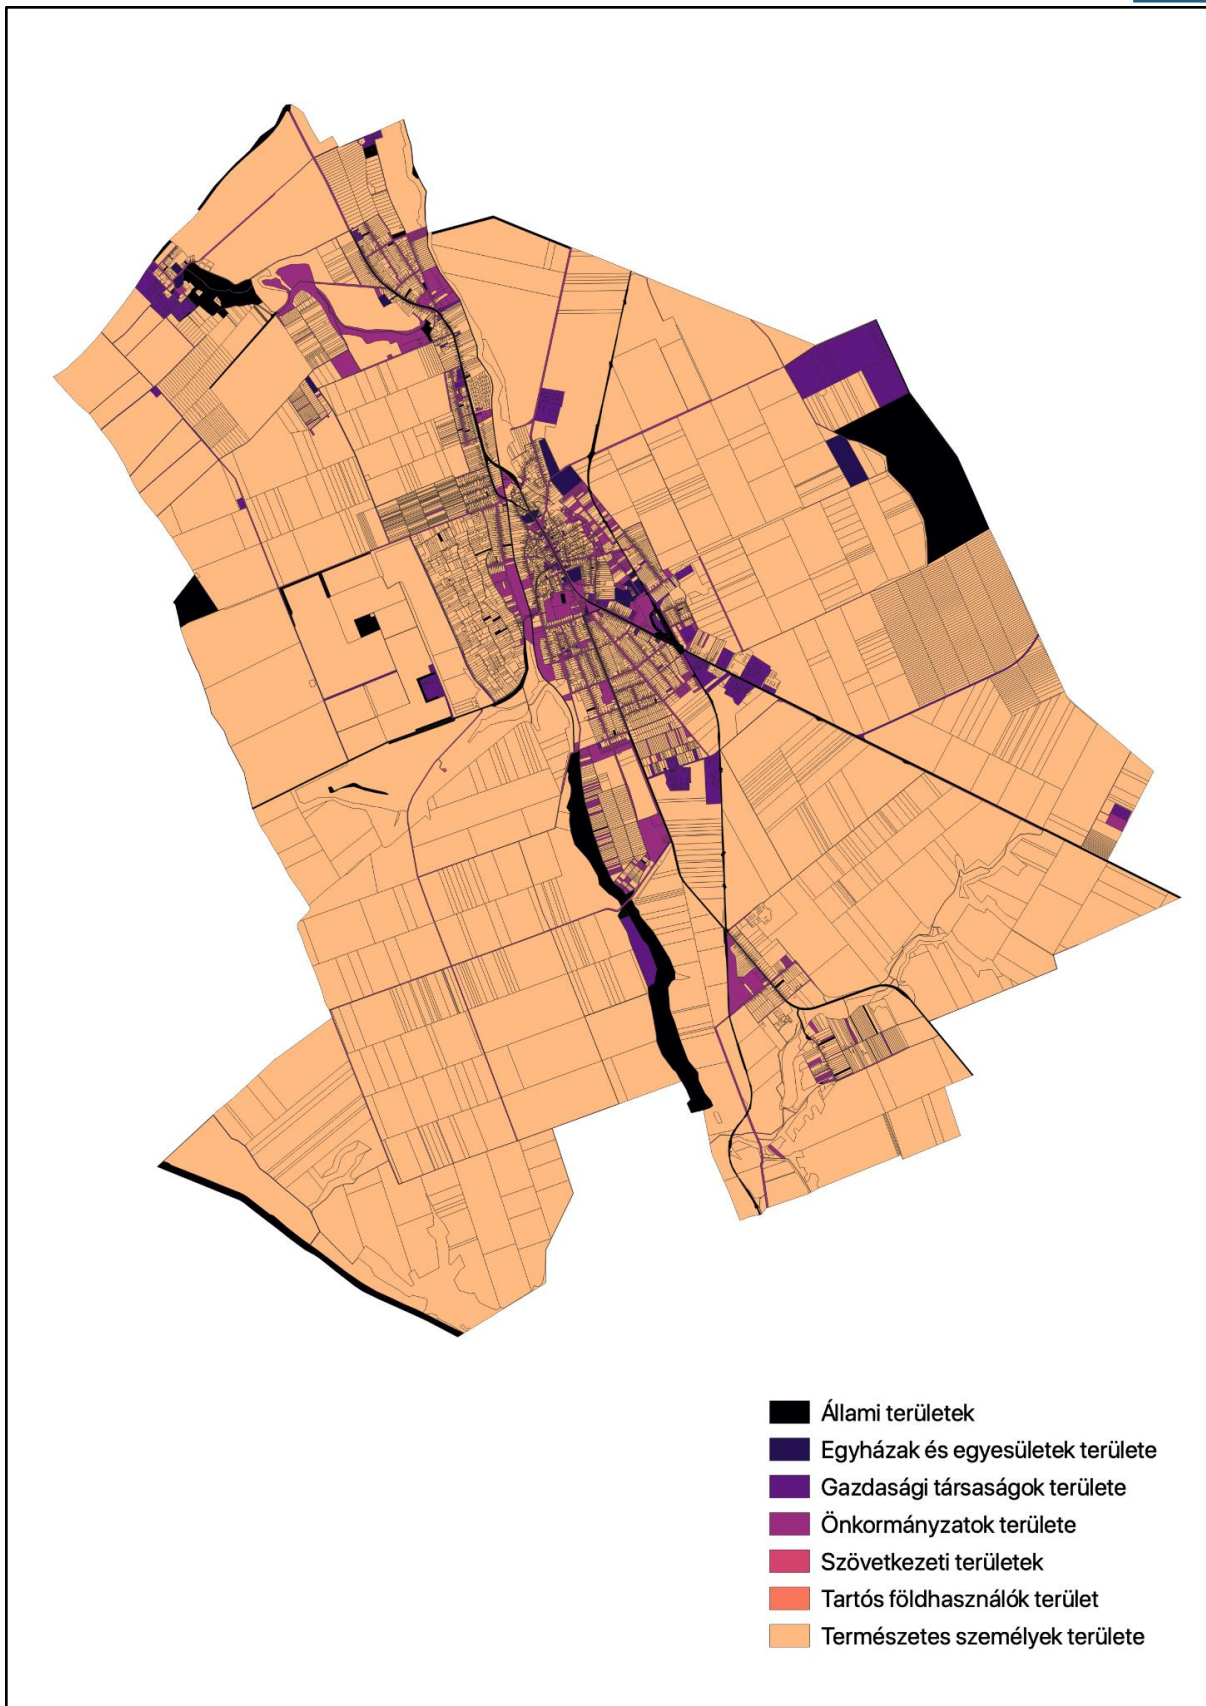 Állami területek
Egyházak és egyesületek területe
Gazdasági társaságok területe
Önkormányzatok területe
Szövetkezeti területek
Tartós földhasználók terület
Természetes személyek területe